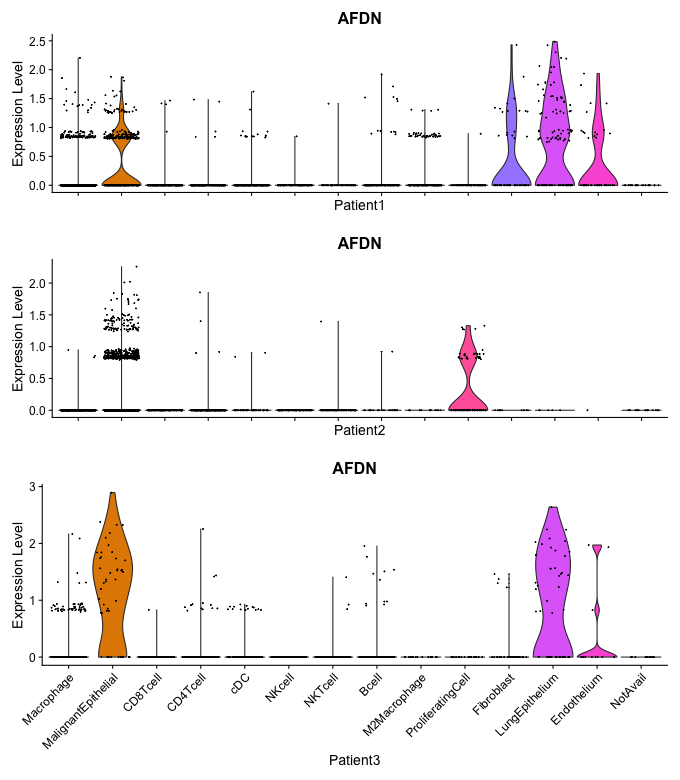 AFDN
Expression Level
2.5
2.0
1.5
1.0
0.5
0.0
Patient1
AFDN
Expression Level
2.0
1.5
1.0
0.5
0.0
Patient2
AFDN
Expression Level
3
2
1
0
Macrophage
MalignantEpithelial
CD8Tcell
CD4Tcell
cDC
NKcell
NKTcell
Bcell
M2Macrophage
ProliferatingCell
Fibroblast
LungEpithelium
Endothelium
NotAvail
Patient3